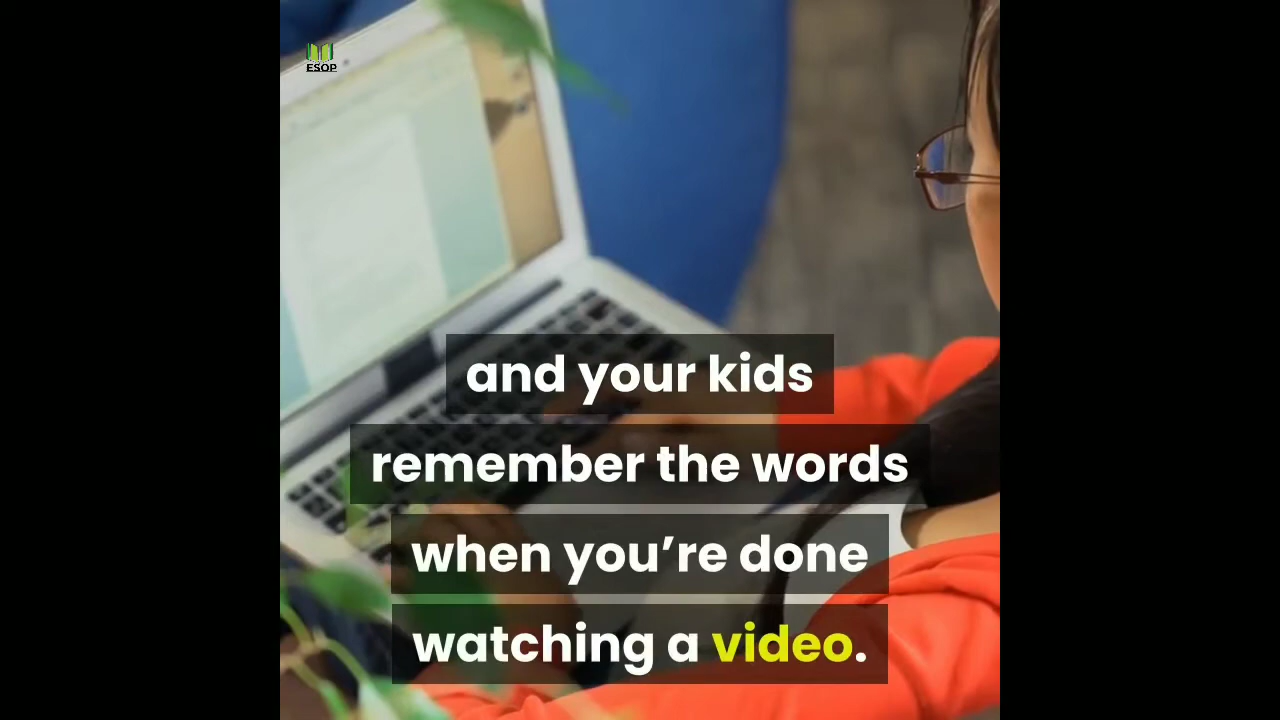 ESOP
and your kids
remember the words
when you’re done
watching a video.